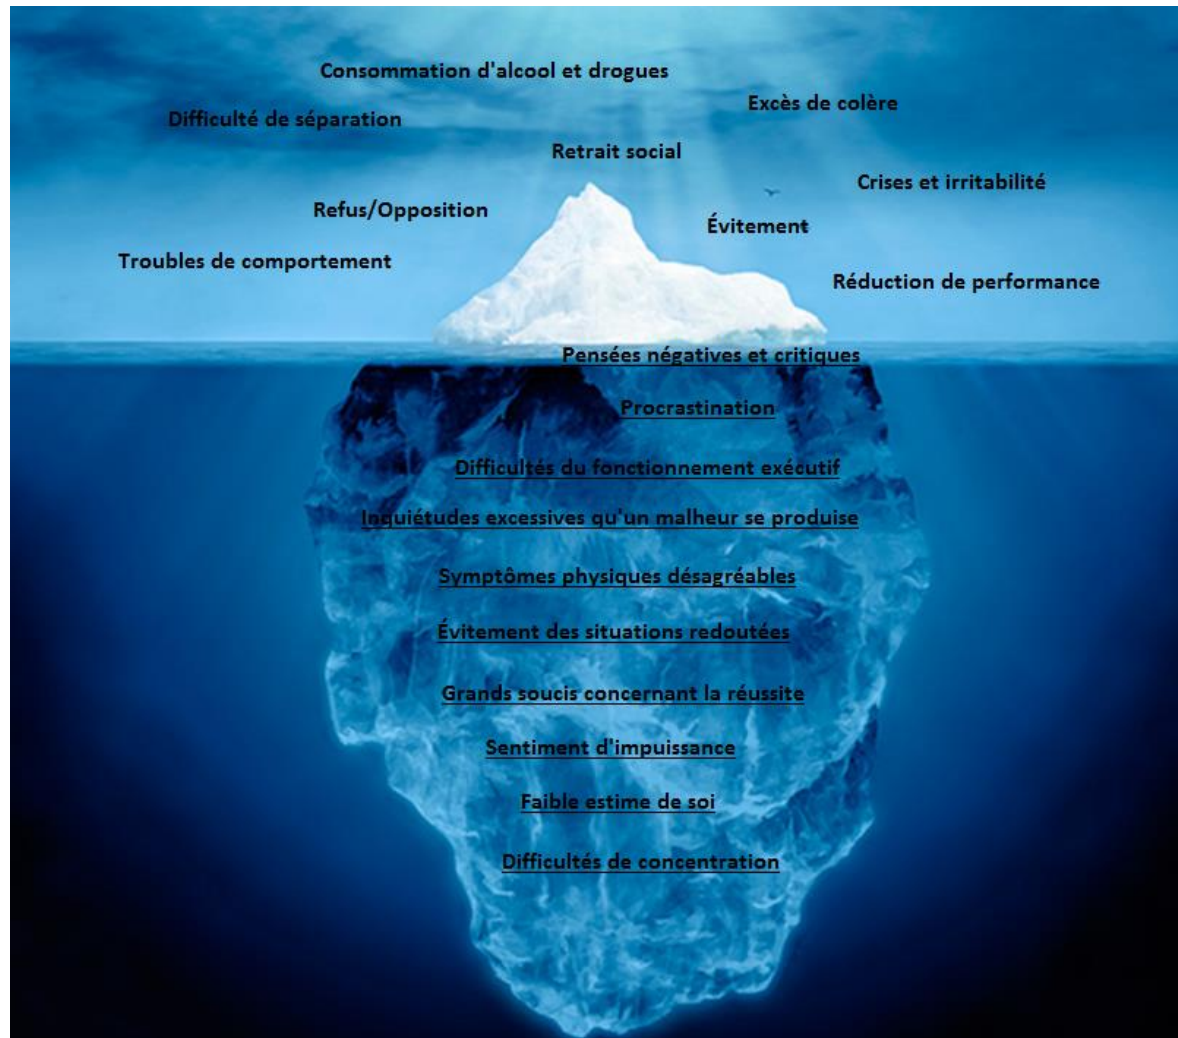 Consommation d'alcool et drogues
Excès de colère
Difficulté de séparation
Retrait social
Crises et irritabilité
Refus/Opposition
Évitement
Troubles de comportement
Réduction de performance
Pensées négatives et critiques
Procrastination
Difficultés du fonctionnement exécutif
Inquiétudes excessives qu'un malheur se produise
Symptômes physiques désagréables
Évitement des situations redoutées
Grands soucis concernant la réussite
Sentiment d'impuissance
Faible estime de soi
Difficultés de concentration